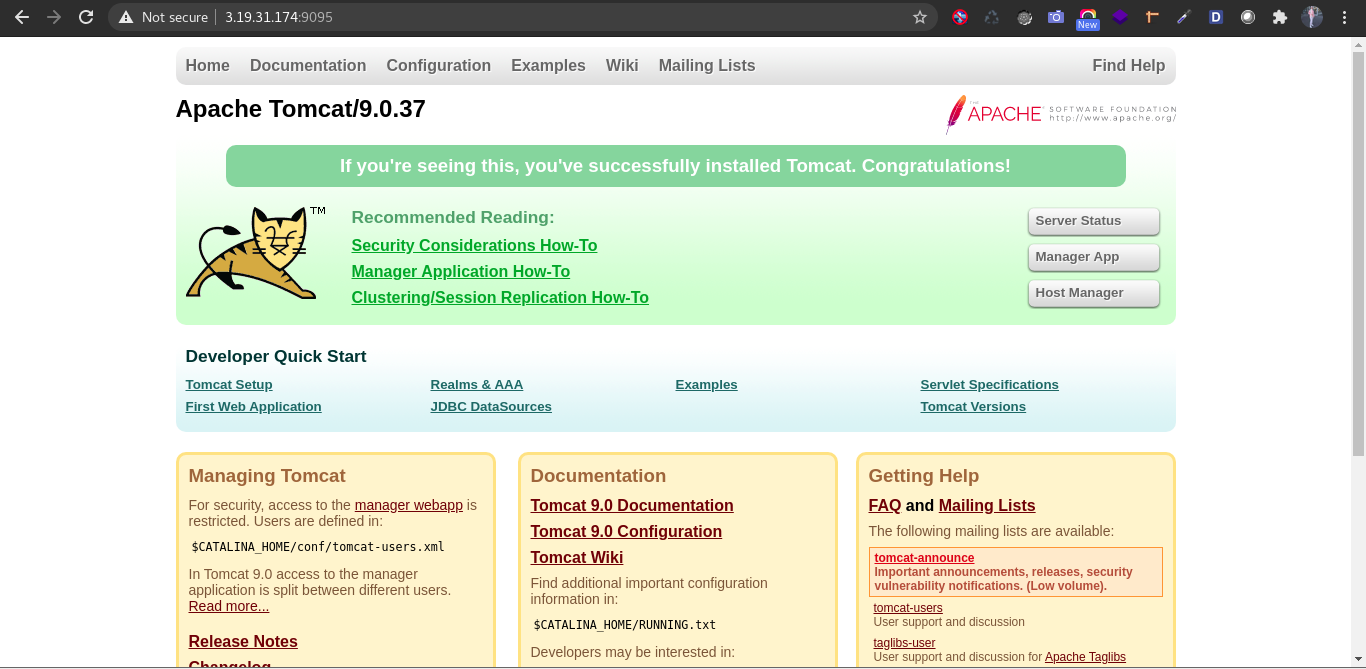 Not secure 3.19.31.174:9095
New
D
Home Documentation Configuration Examples Wiki Mailing Lists Find Help
Apache Tomcat/9.0.37
APACHE SOFTWARE FOUNDATION
http://www.apache.org/
If you're seeing this, you've successfully installed Tomcat. Congratulations!
TM
Recommended Reading:
Security Considerations How-To
Manager Application How-To
Clustering/Session Replication How-To
Server Status
Manager App
Host Manager
Developer Quick Start
Tomcat Setup
First Web Application
Realms & AAA
JDBC DataSources
Examples
Servlet Specifications
Tomcat Versions
Managing Tomcat
For security, access to the manager webapp is
restricted. Users are defined in:
$CATALINA_HOME/conf/tomcat-users.xml
In Tomcat 9.0 access to the manager
application is split between different users.
Read more...
Release Notes
Changelog
Documentation
Tomcat 9.0 Documentation
Tomcat 9.0 Configuration
Tomcat Wiki
Find additional important configuration
information in:
$CATALINA_HOME/RUNNING.txt
Developers may be interested in:
Getting Help
FAQ and Mailing Lists
The following mailing lists are available:
tomcat-announce
Important announcements, releases, security
vulnerability notifications. (Low volume).
tomcat-users
User support and discussion
taglibs-user
User support and discussion for Apache Taglibs